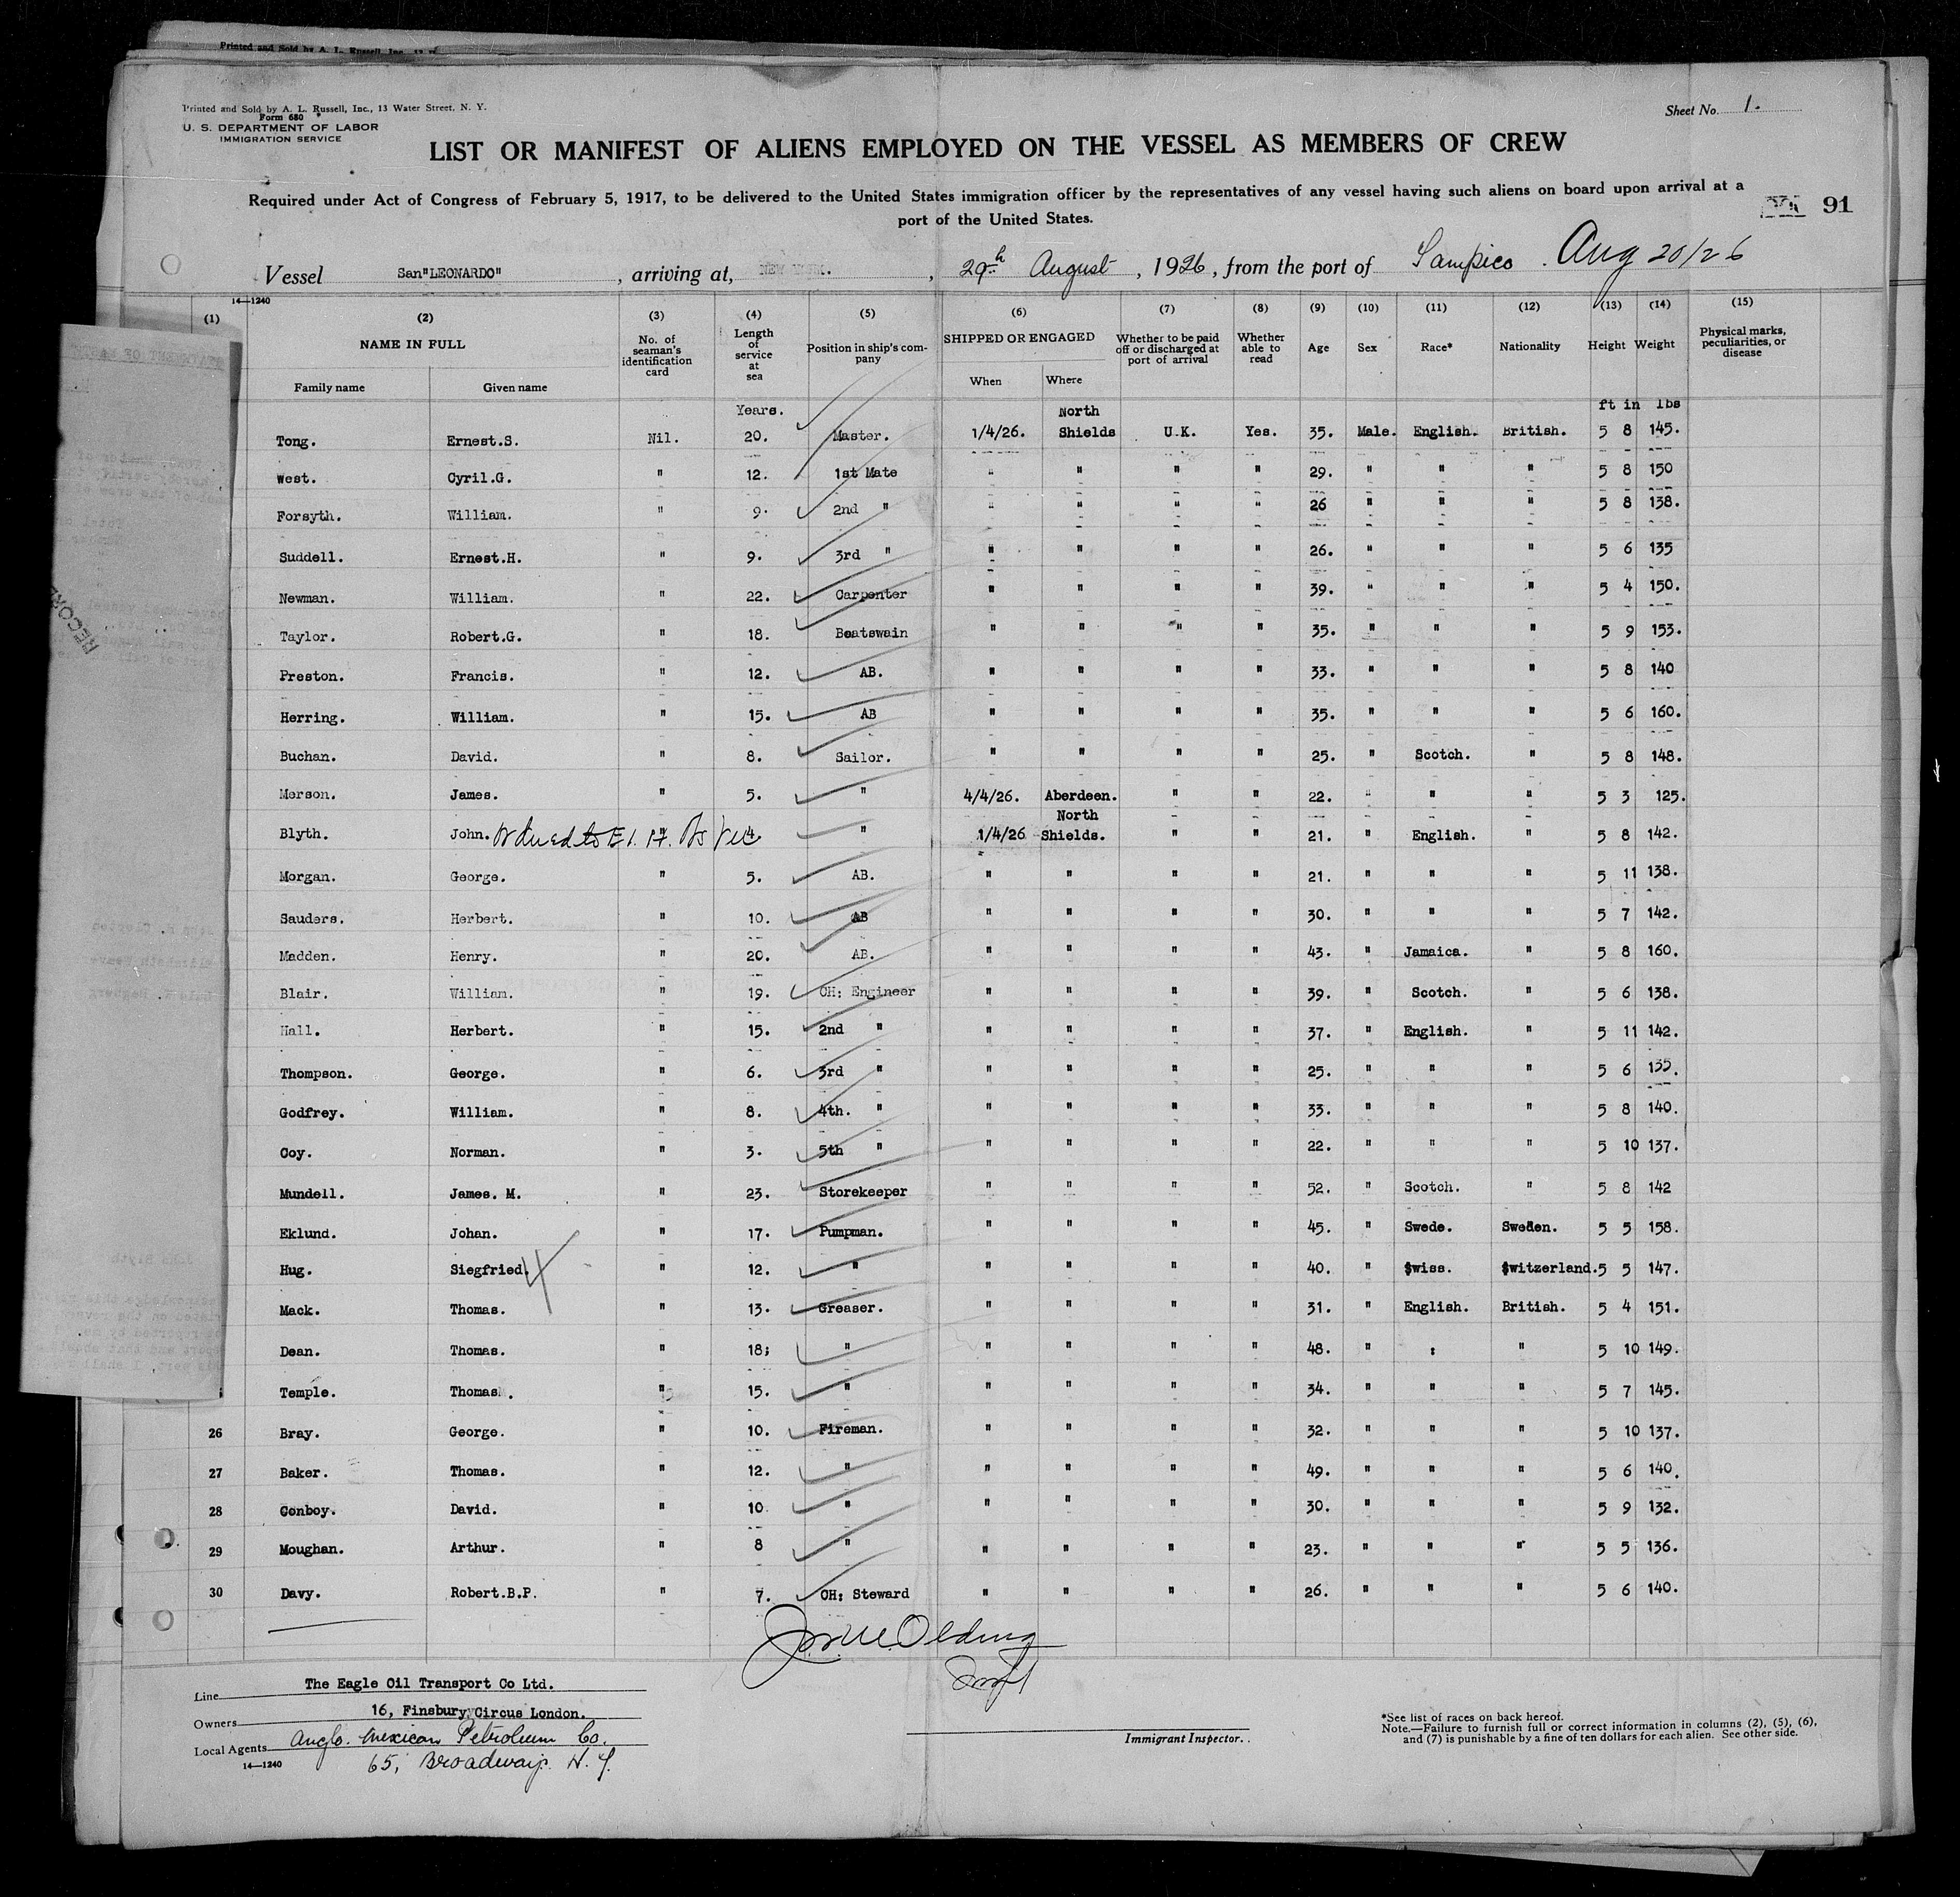 Printed and Sold by A. L. Russell, Inc.
Printed and Sold by A. L. Russell, Inc., 13 Water Street, N. Y.
Form 680
U. S. DEPARTMENT OF LABOR
IMMIGRATION SERVICE
Sheet No. 1.
LIST OR MANIFEST OF ALIENS EMPLOYED ON THE VESSEL AS MEMBERS OF CREW
Required under Act of Congress of February 5, 1917, to be delivered to the United States immigration officer by the representatives of any vessel having such aliens on board upon arrival at a
port of the United States.
91
Vessel San"LEONARDO" , arriving at, NEW YORK. , 29th August , 1926 , from the port of Tampico . Aug 20/26
14—1240
(1) (2) (3) (4) (5) (6) (7) (8) (9) (10) (11) (12) (13) (14) (15)
NAME IN FULL No. of seaman's identification card Length of service at sea Position in ship's company SHIPPED OR ENGAGED Whether to be paid off or discharged at port of arrival Whether able to read Age Sex Race* Nationality Height Weight Physical marks, peculiarities, or disease
Family name Given name When Where
Years. North ft in lbs
Tong. Ernest.S. Nil. 20. Master. 1/4/26. Shields U.K. Yes. 35. Male. English. British. 5 8 145.
West. Cyril.G. " 12. 1st Mate " " " " 29. " " " 5 8 150
Forsyth. William. " 9. 2nd " " " " " 26 " " " 5 8 138.
Suddell. Ernest.H. " 9. 3rd " " " " " 26. " " " 5 6 135
Newman. William. " 22. Carpenter " " " " 39. " " " 5 4 150.
Taylor. Robert.G. " 18. Boatswain " " " " 35. " " " 5 9 153.
Preston. Francis. " 12. AB. " " " " 33. " " " 5 8 140
Herring. William. " 15. AB " " " " 35. " " " 5 6 160.
Buchan. David. " 8. Sailor. " " " " 25. " Scotch. " 5 8 148.
Merson. James. " 5. " 4/4/26. Aberdeen. " " 22. " " " 5 3 125.
North
Blyth. John. 4 " 1/4/26 Shields. " " 21. " English. " 5 8 142.
Morgan. George. " 5. AB. " " " " 21. " " " 5 11 138.
Sauders. Herbert. " 10. AB " " " " 30. " " " 5 7 142.
Madden. Henry. " 20. AB. " " " " 43. " Jamaica. " 5 8 160.
Blair. William. " 19. CH: Engineer " " " " 39. " Scotch. " 5 6 138.
Hall. Herbert. " 15. 2nd " " " " " 37. " English. " 5 11 142.
Thompson. George. " 6. 3rd " " " " " 25. " " " 5 6 135.
Godfrey. William. " 8. 4th. " " " " " 33. " " " 5 8 140.
Coy. Norman. " 3. 5th " " " " " 22. " " " 5 10 137.
Mundell. James. M. " 23. Storekeeper " " " " 52. " Scotch. " 5 8 142
Eklund. Johan. " 17. Pumpman. " " " " 45. " Swede. Sweden. 5 5 158.
Hug. Siegfried. " 12. " " " " " 40. " Swiss. Switzerland. 5 5 147.
Mack. Thomas. " 13. Greaser. " " " " 31. " English. British. 5 4 151.
Dean. Thomas. " 18; " " " " " 48. " : " 5 10 149.
Temple. Thomas. " 15. " " " " " 34. " " " 5 7 145.
26 Bray. George. " 10. Fireman. " " " " 32. " " " 5 10 137.
27 Baker. Thomas. " 12. " " " " " 49. " " " 5 6 140.
28 Conboy. David. " 10 " " " " " 30. " " " 5 9 132.
29 Moughan. Arthur. " 8 " " " " " 23. " " " 5 5 136.
30 Davy. Robert.B.P. " 7. CH: Steward " " " " 26. " " " 5 6 140.
Line The Eagle Oil Transport Co Ltd.
Owners 16, Finsbury Circus London.
Local Agents Anglo. Mexican Petroleum Co.
14—1240 65, Broadway. N. Y.
Immigrant Inspector.
*See list of races on back hereof.
Note.—Failure to furnish full or correct information in columns (2), (5), (6),
and (7) is punishable by a fine of ten dollars for each alien. See other side.